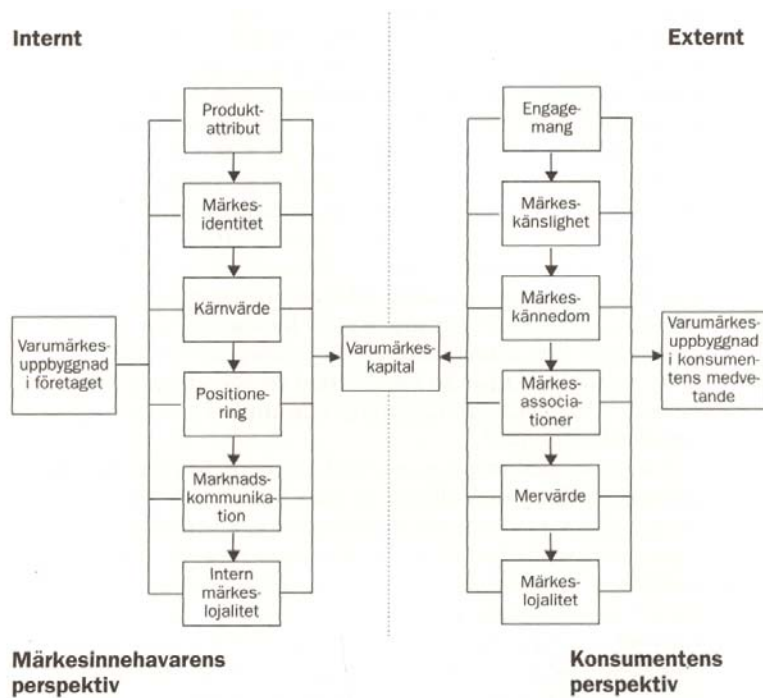 Internt
Externt
Produkt-
attribut
Märkes-
identitet
Kärnvärde
Positione-
ring
Marknads-
kommunika-
tion
Intern
märkes-
lojalitet
Varumärkes-
uppbyggnad
i företaget
Varumärkes-
kapital
Engage-
mang
Märkes-
känslighet
Märkes-
kännedom
Märkes-
associationer
Mervärde
Märkes-
lojalitet
Varumärkes-
uppbyggnad
i konsumen-
tens medve-
tande
Märkesinnehavarens
perspektiv
Konsumentens
perspektiv